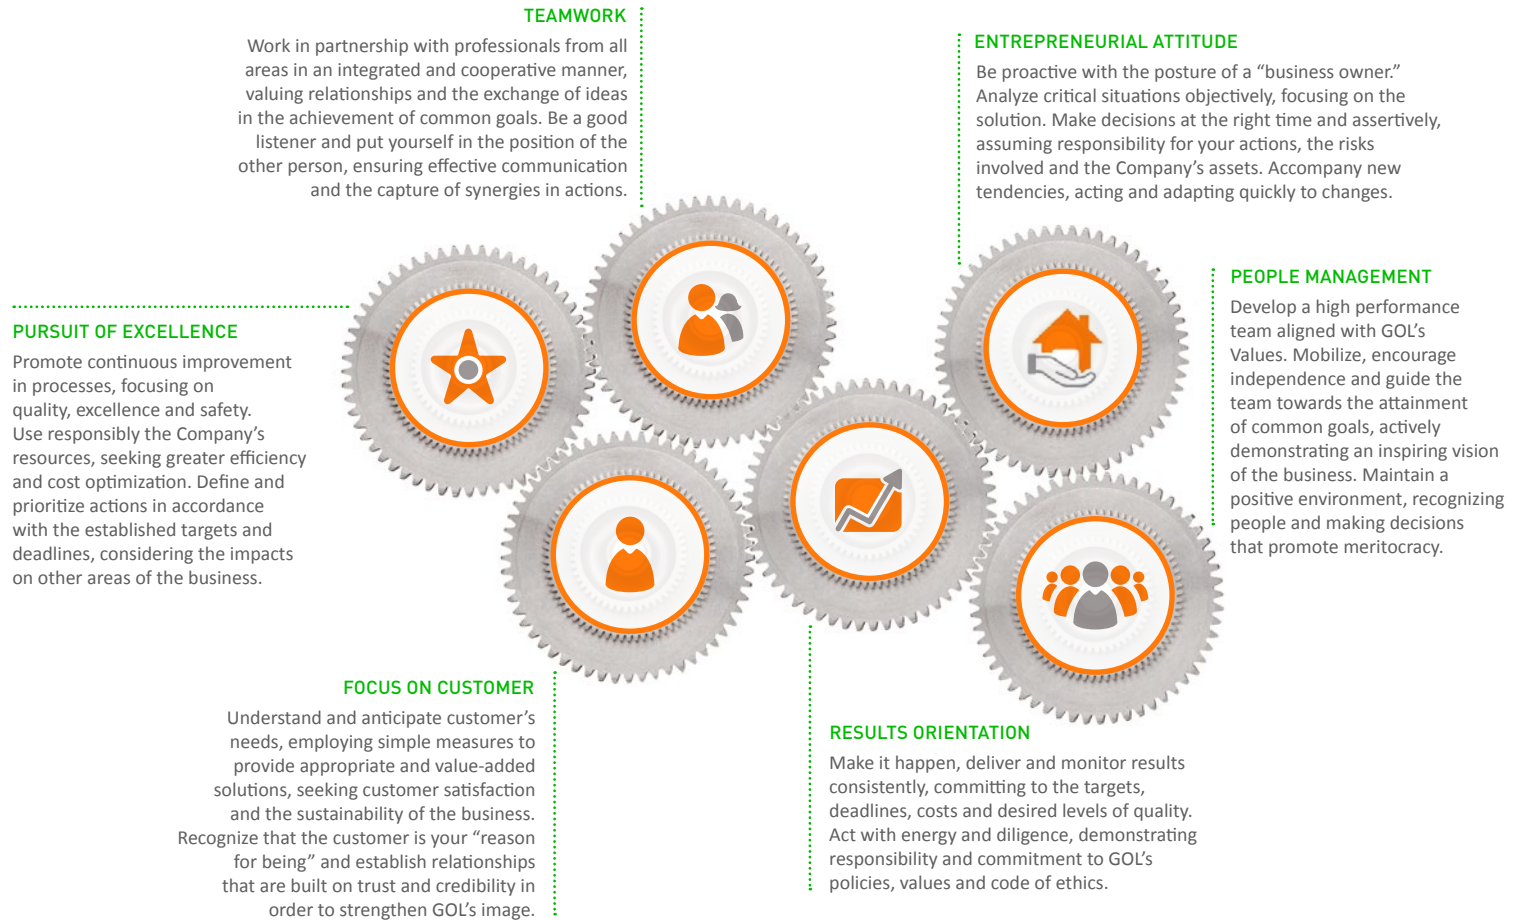 TEAMWORK
Work in partnership with professionals from all
areas in an integrated and cooperative manner,
valuing relationships and the exchange of ideas
in the achievement of common goals. Be a good
listener and put yourself in the position of the
other person, ensuring effective communication
and the capture of synergies in actions.
ENTREPRENEURIAL ATTITUDE
Be proactive with the posture of a “business owner.”
Analyze critical situations objectively, focusing on the
solution. Make decisions at the right time and assertively,
assuming responsibility for your actions, the risks
involved and the Company’s assets. Accompany new
tendencies, acting and adapting quickly to changes.
PEOPLE MANAGEMENT
Develop a high performance
team aligned with GOL’s
Values. Mobilize, encourage
independence and guide the
team towards the attainment
of common goals, actively
demonstrating an inspiring vision
of the business. Maintain a
positive environment, recognizing
people and making decisions
that promote meritocracy.
PURSUIT OF EXCELLENCE
Promote continuous improvement
in processes, focusing on
quality, excellence and safety.
Use responsibly the Company’s
resources, seeking greater efficiency
and cost optimization. Define and
prioritize actions in accordance
with the established targets and
deadlines, considering the impacts
on other areas of the business.
FOCUS ON CUSTOMER
Understand and anticipate customer’s
needs, employing simple measures to
provide appropriate and value-added
solutions, seeking customer satisfaction
and the sustainability of the business.
Recognize that the customer is your “reason
for being” and establish relationships
that are built on trust and credibility in
order to strengthen GOL’s image.
RESULTS ORIENTATION
Make it happen, deliver and monitor results
consistently, committing to the targets,
deadlines, costs and desired levels of quality.
Act with energy and diligence, demonstrating
responsibility and commitment to GOL’s
policies, values and code of ethics.